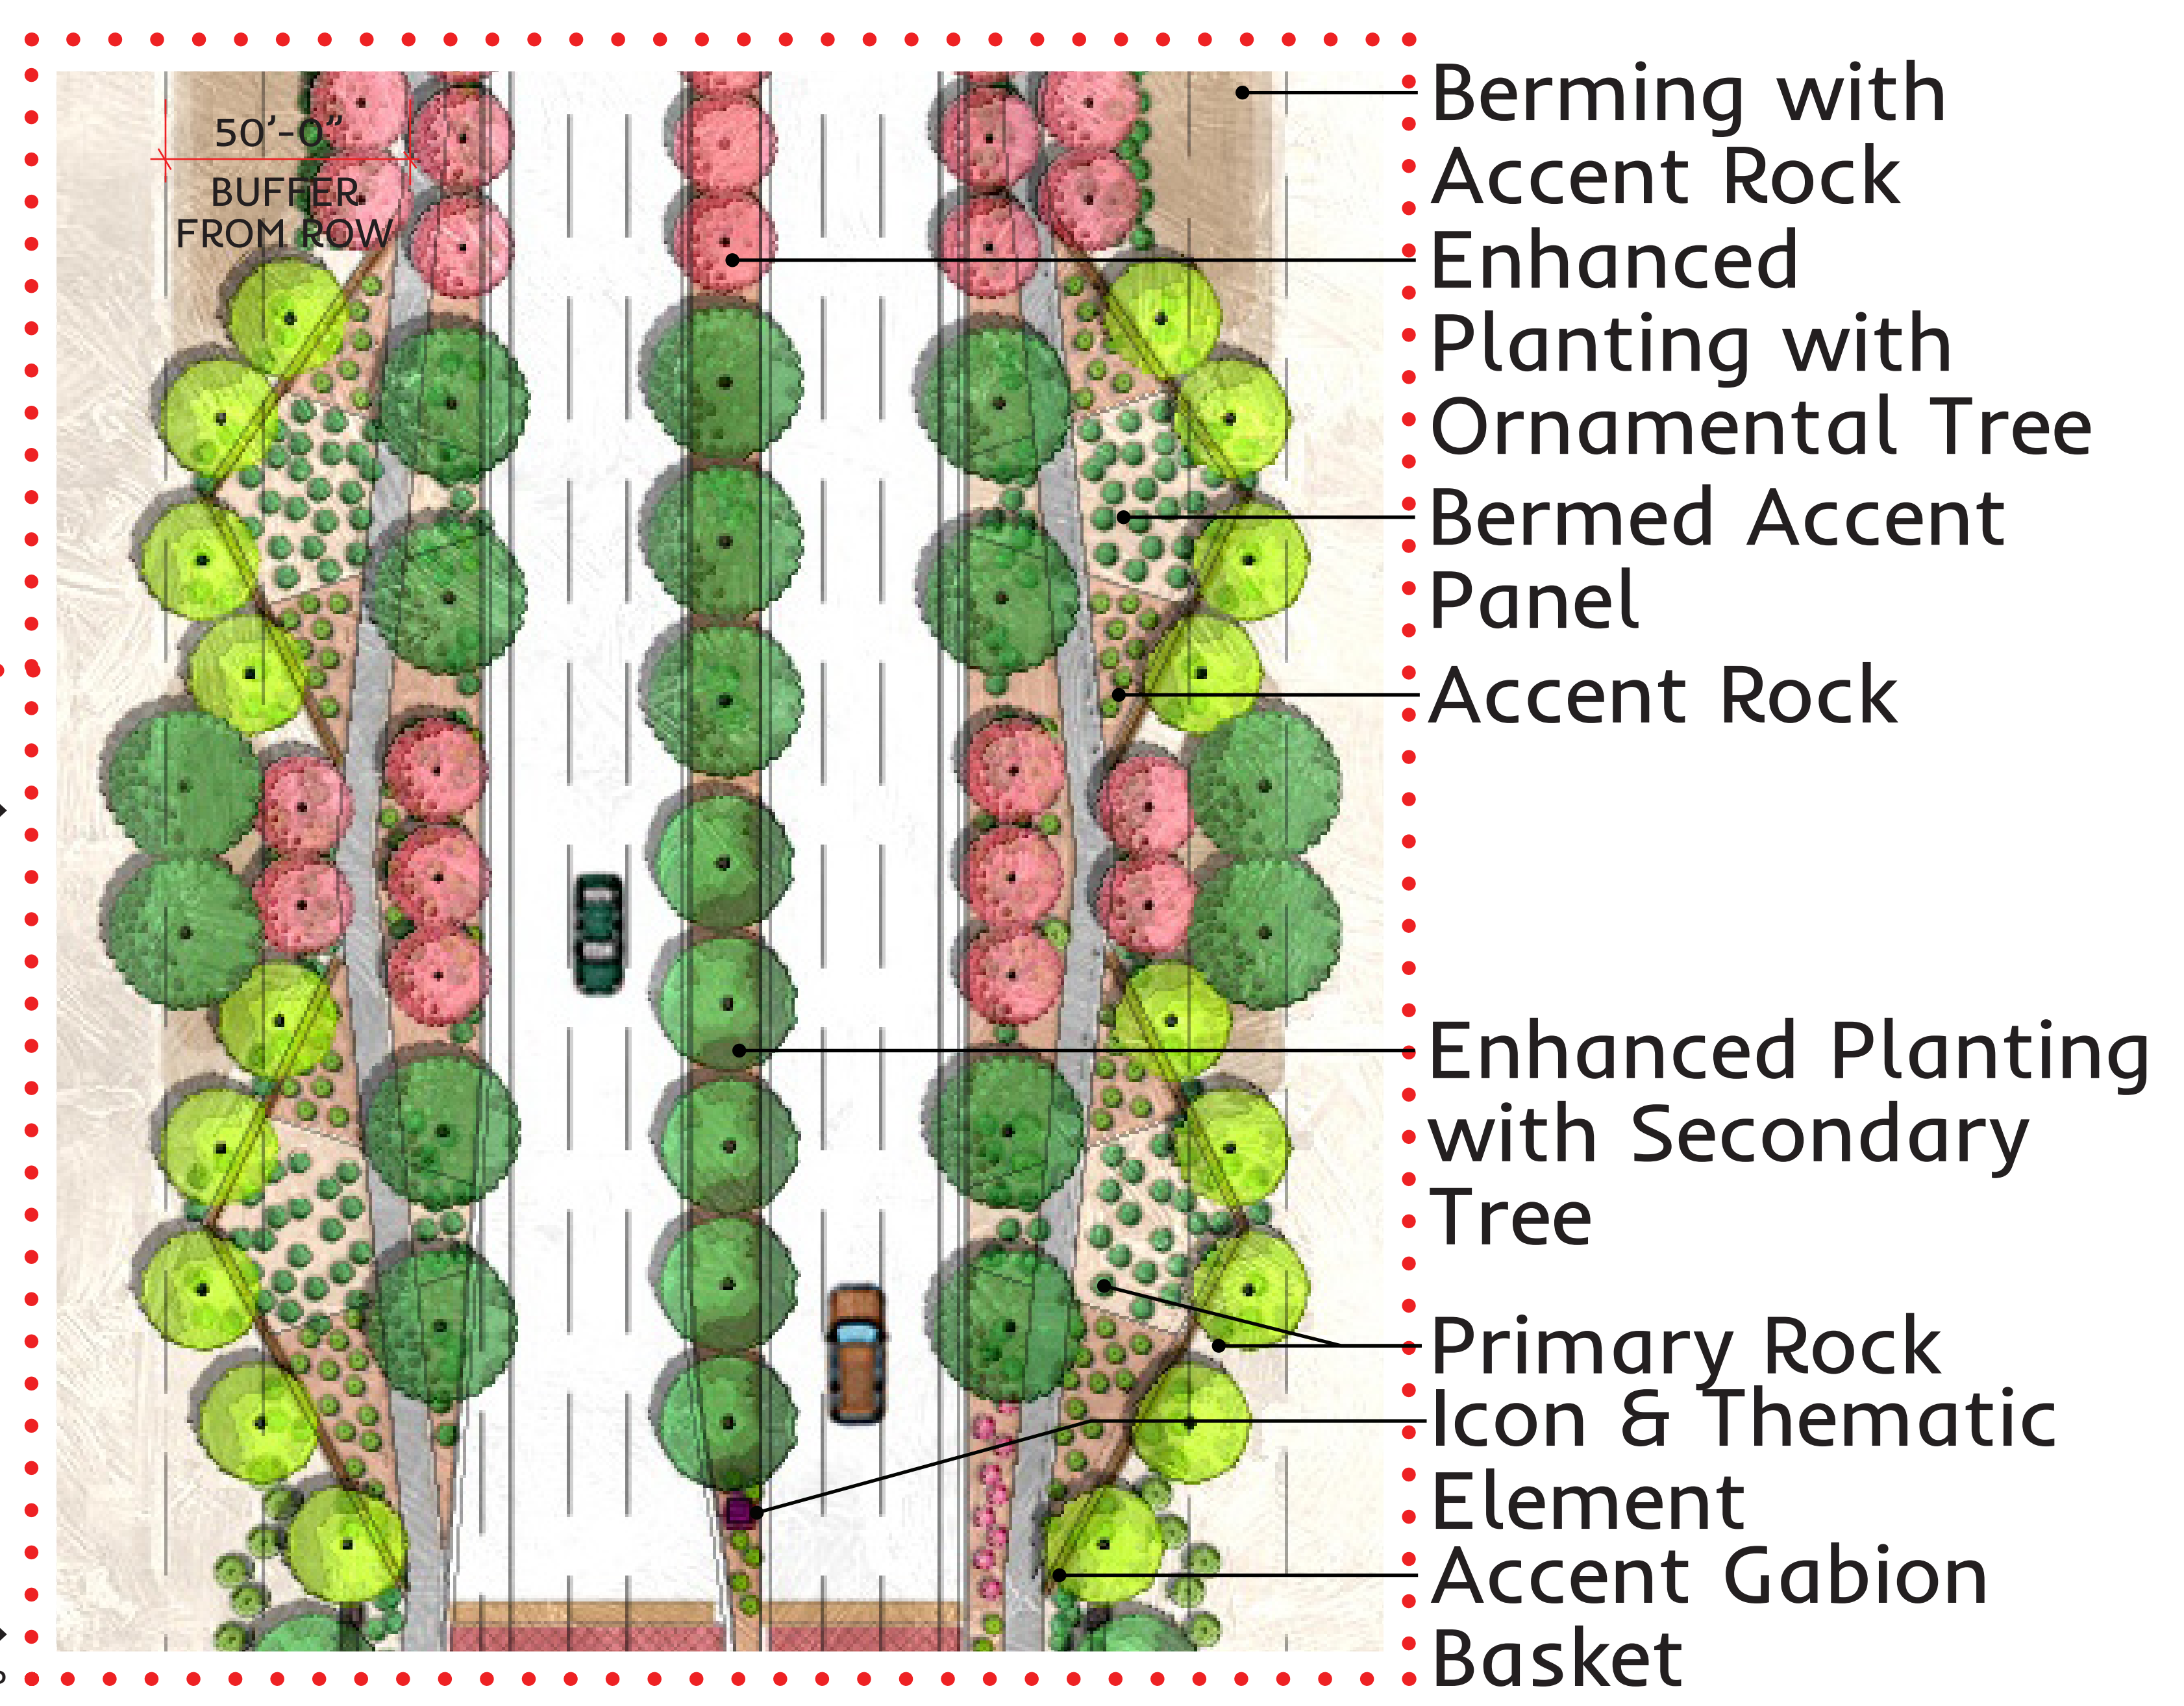 50’-0”
BUFFER
FROM ROW
Berming with
Accent Rock
Enhanced
Planting with
Ornamental Tree
Bermed Accent
Panel
Accent Rock
Enhanced Planting
with Secondary
Tree
Primary Rock
Icon & Thematic
Element
Accent Gabion
Basket